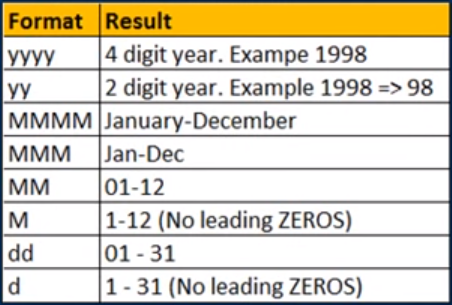 Format Result
yyyy 4 digit year. Exampe 1998
yy 2 digit year. Example 1998 => 98
MMMM January-December
MMM Jan-Dec
MM 01-12
M 1-12 (No leading ZEROS)
dd 01 - 31
d 1 - 31 (No leading ZEROS)